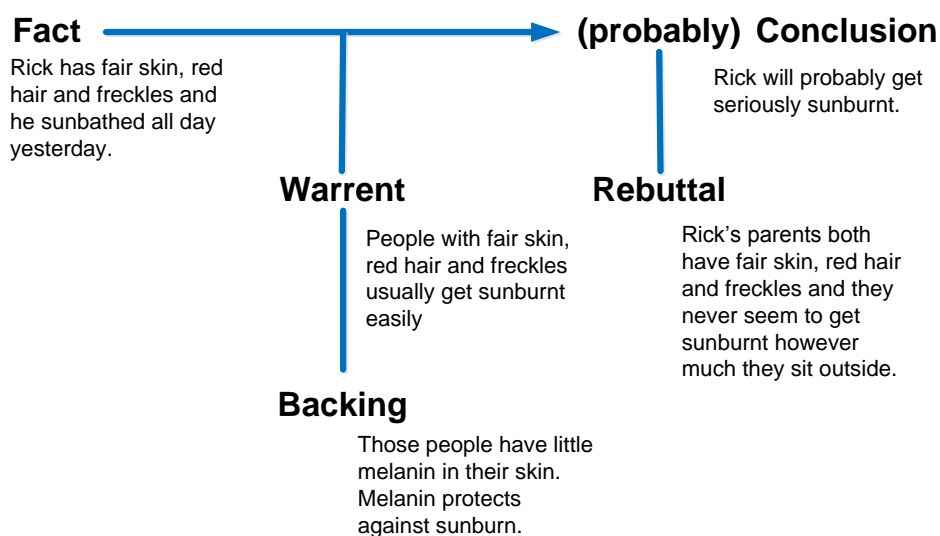 Fact
(probably) Conclusion
Rick has fair skin, red
hair and freckles and
he sunbathed all day
yesterday.
Rick will probably get
seriously sunburnt.
Warrent
Rebuttal
People with fair skin,
red hair and freckles
usually get sunburnt
easily
Rick’s parents both
have fair skin, red hair
and freckles and they
never seem to get
sunburnt however
much they sit outside.
Backing
Those people have little
melanin in their skin.
Melanin protects
against sunburn.